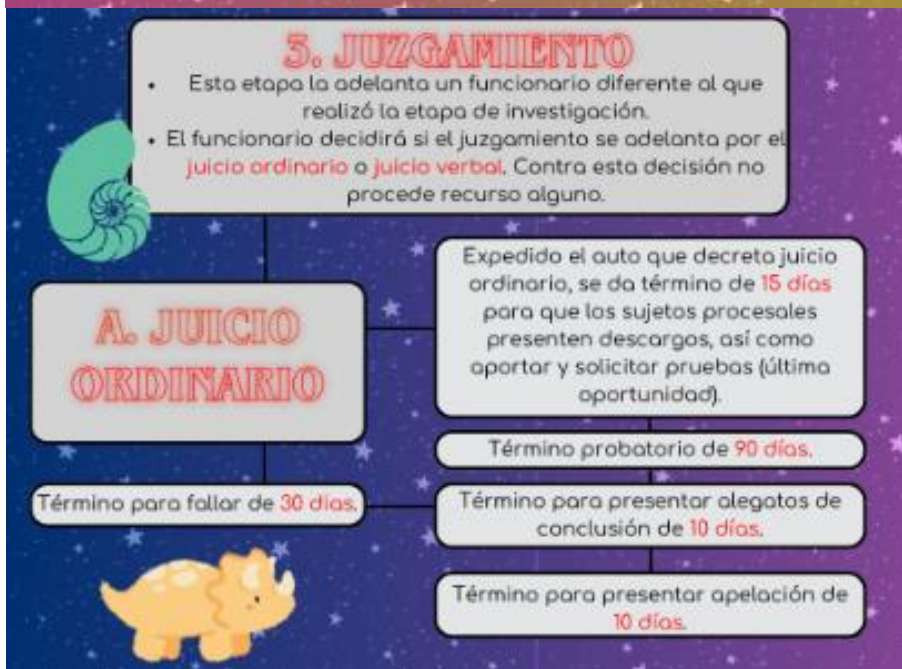 3. JUZGAMIENTO
• Esta etapa la adelanta un funcionario diferente al que
realizó la etapa de investigación.
• El funcionario decidirá si el juzgamiento se adelanta por el
juicio ordinario o juicio verbal. Contra esta decisión no
procede recurso alguno.
A. JUICIO
ORDINARIO
Expedido el auto que decreta juicio
ordinario, se da término de 15 días
para que los sujetos procesales
presenten descargos, así como
aportar y solicitar pruebas (última
oportunidad).
Término probatorio de 90 días.
Término para presentar alegatos de
conclusión de 10 días.
Término para fallar de 30 dias.
Término para presentar apelación de
10 días.